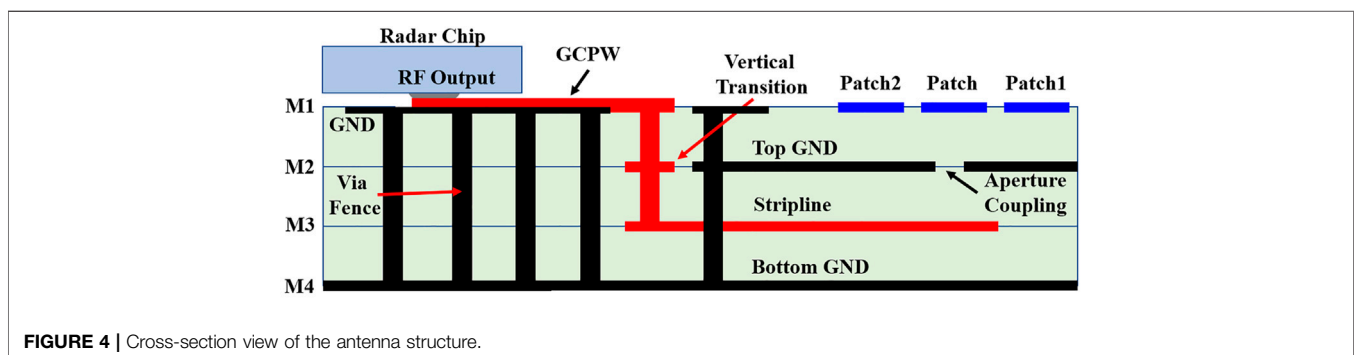 Radar Chip
RF Output
GCPW
Vertical
Transition
Patch2
Patch
Patch1
M1
GND
M2
Top GND
Via
Fence
Aperture
Coupling
M3
Stripline
M4
Bottom GND
FIGURE 4 | Cross-section view of the antenna structure.